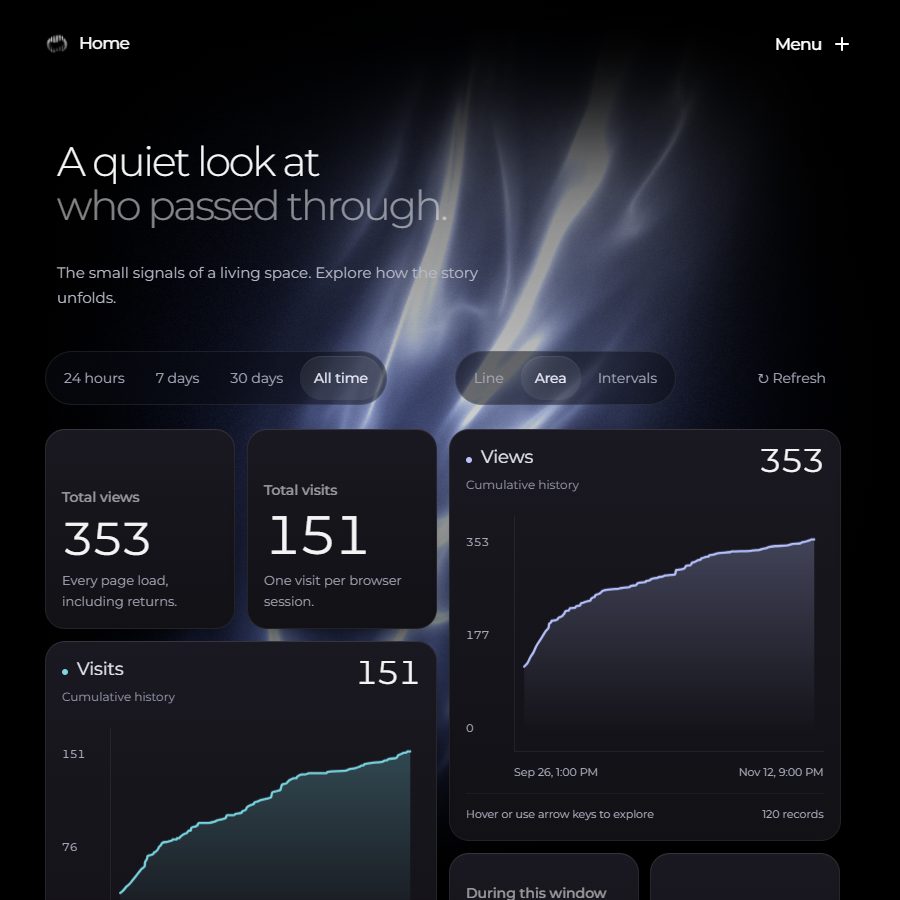 Home
Menu
A quiet look at
who passed through.
The small signals of a living space. Explore how the story
unfolds.
24 hours
7 days
30 days
All time
Line
Area
Intervals
↻ Refresh
Total views
353
Every page load,
including returns.
Total visits
151
One visit per browser
session.
Views
353
Cumulative history
353
177
0
Sep 26, 1:00 PM
Nov 12, 9:00 PM
Hover or use arrow keys to explore
120 records
Visits
151
Cumulative history
151
76
During this window